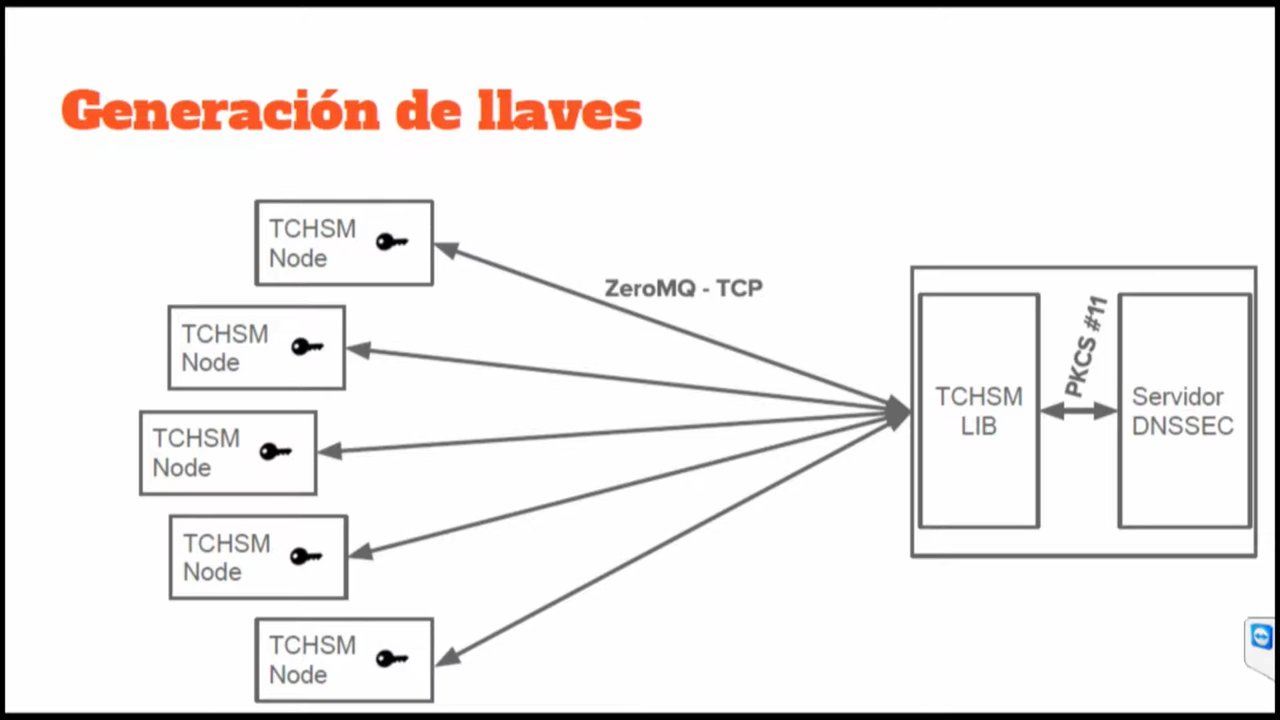 Generación de llaves
TCHSM
Node
ZeroMQ - TCP
TCHSM
Node
TCHSM
Node
TCHSM
Node
TCHSM
Node
TCHSM
LIB
PKCS #11
Servidor
DNSSEC